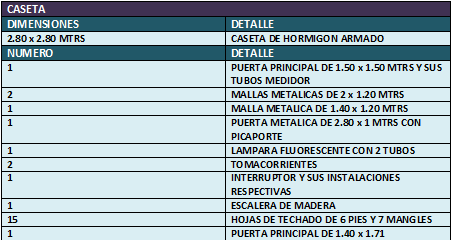 CASETA
DIMENSIONES DETALLE
2.80 x 2.80 MTRS CASETA DE HORMIGON ARMADO
NUMERO DETALLE
1 PUERTA PRINCIPAL DE 1.50 x 1.50 MTRS Y SUS
TUBOS MEDIDOR
2 MALLAS METALICAS DE 2 x 1.20 MTRS
1 MALLA METALICA DE 1.40 x 1.20 MTRS
1 PUERTA METALICA DE 2.80 x 1 MTRS CON
PICAPORTE
1 LAMPARA FLUORESCENTE CON 2 TUBOS
2 TOMACORRIENTES
1 INTERRUPTOR Y SUS INSTALACIONES
RESPECTIVAS
1 ESCALERA DE MADERA
15 HOJAS DE TECHADO DE 6 PIES Y 7 MANGLES
1 PUERTA PRINCIPAL DE 1.40 x 1.71